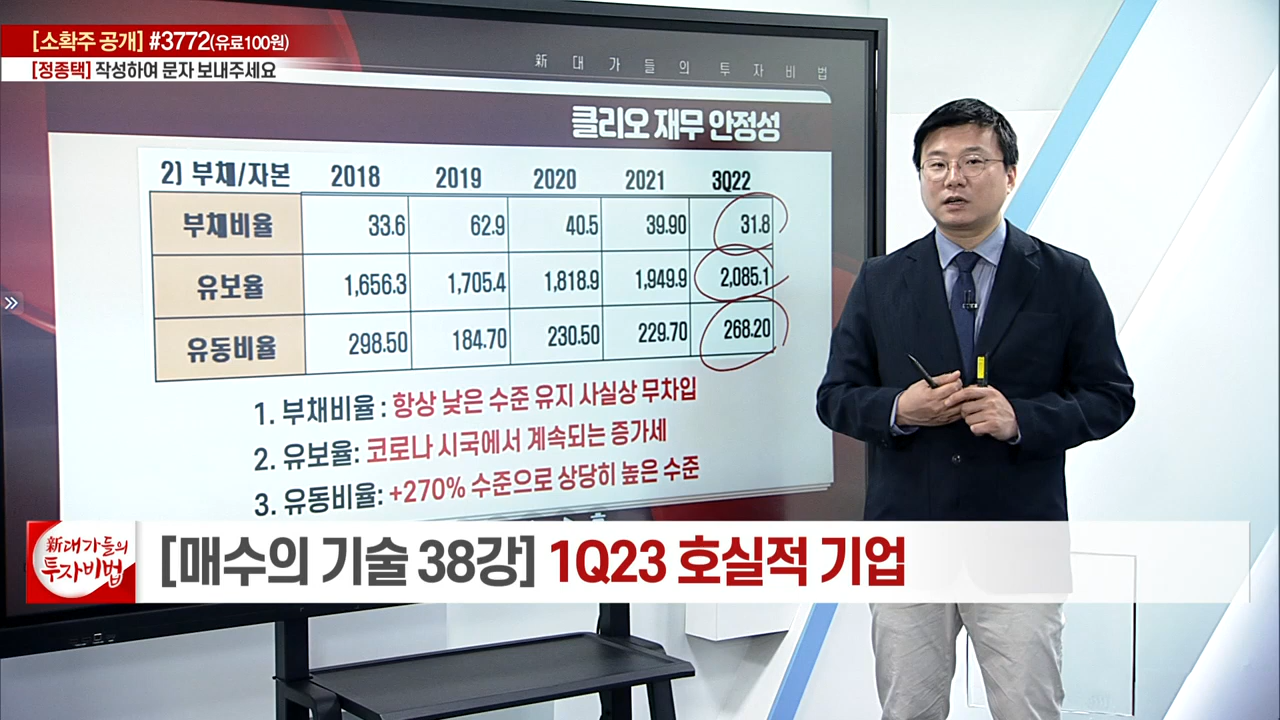 [소확주 공개] #3772(유료100원)
[정종택] 작성하여 문자 보내주세요
新 대 가 들 의 투 자 비 법
클리오 재무 안정성
2) 부채/자본 2018 2019 2020 2021 3Q22
부채비율 33.6 62.9 40.5 39.90 31.8
유보율 1,656.3 1,705.4 1,818.9 1,949.9 2,085.1
유동비율 298.50 184.70 230.50 229.70 268.20
1. 부채비율 : 항상 낮은 수준 유지 사실상 무차입
2. 유보율: 코로나 시국에서 계속되는 증가세
3. 유동비율: +270% 수준으로 상당히 높은 수준
新대가들의
투자비법
[매수의 기술 38강] 1Q23 호실적 기업